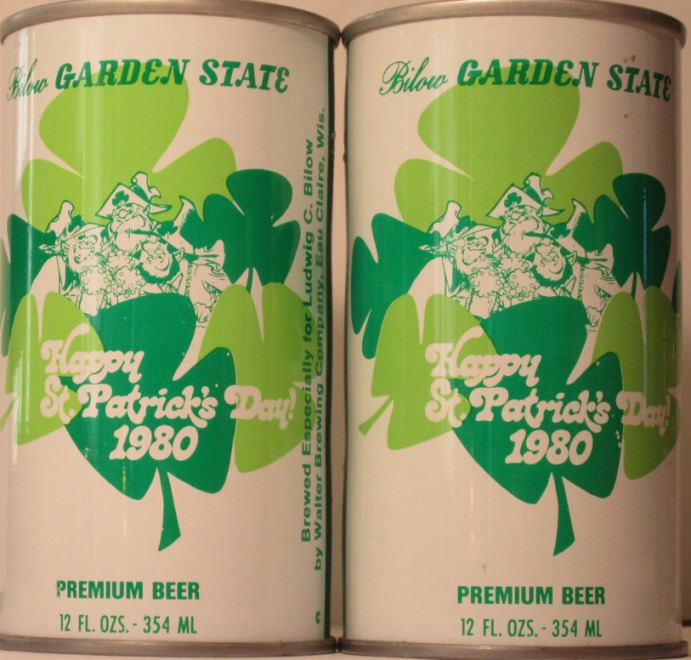 Bilow GARDEN STATE
Happy
St. Patrick's Day!
1980
PREMIUM BEER
12 FL. OZS. - 354 ML
Brewed Especially for Ludwig C. Bilow
by Walter Brewing Company, Eau Claire, Wis.
Bilow GARDEN STATE
Happy
St. Patrick's Day!
1980
PREMIUM BEER
12 FL. OZS. - 354 ML